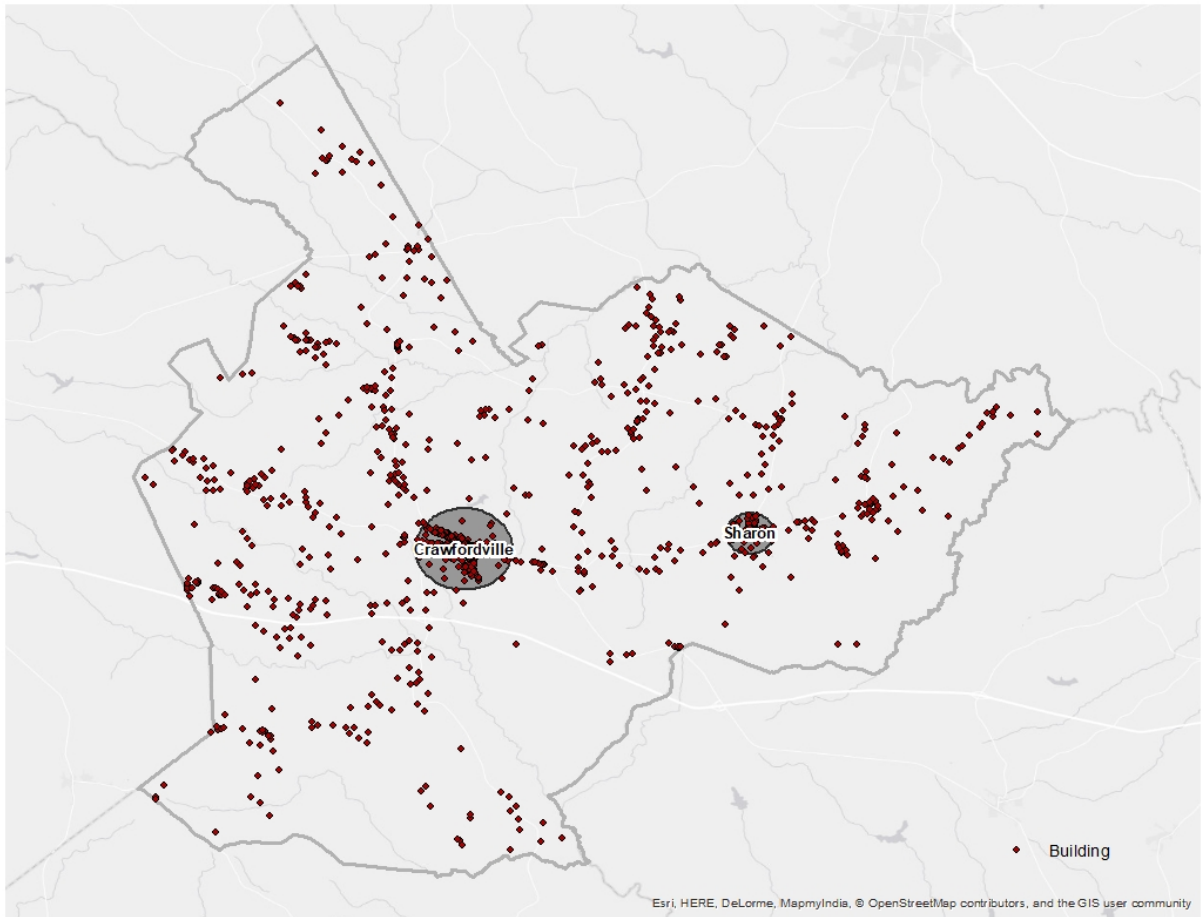 Sharon
Crawfordville
Building
Esri, HERE, DeLorme, MapmyIndia, © OpenStreetMap contributors, and the GIS user community